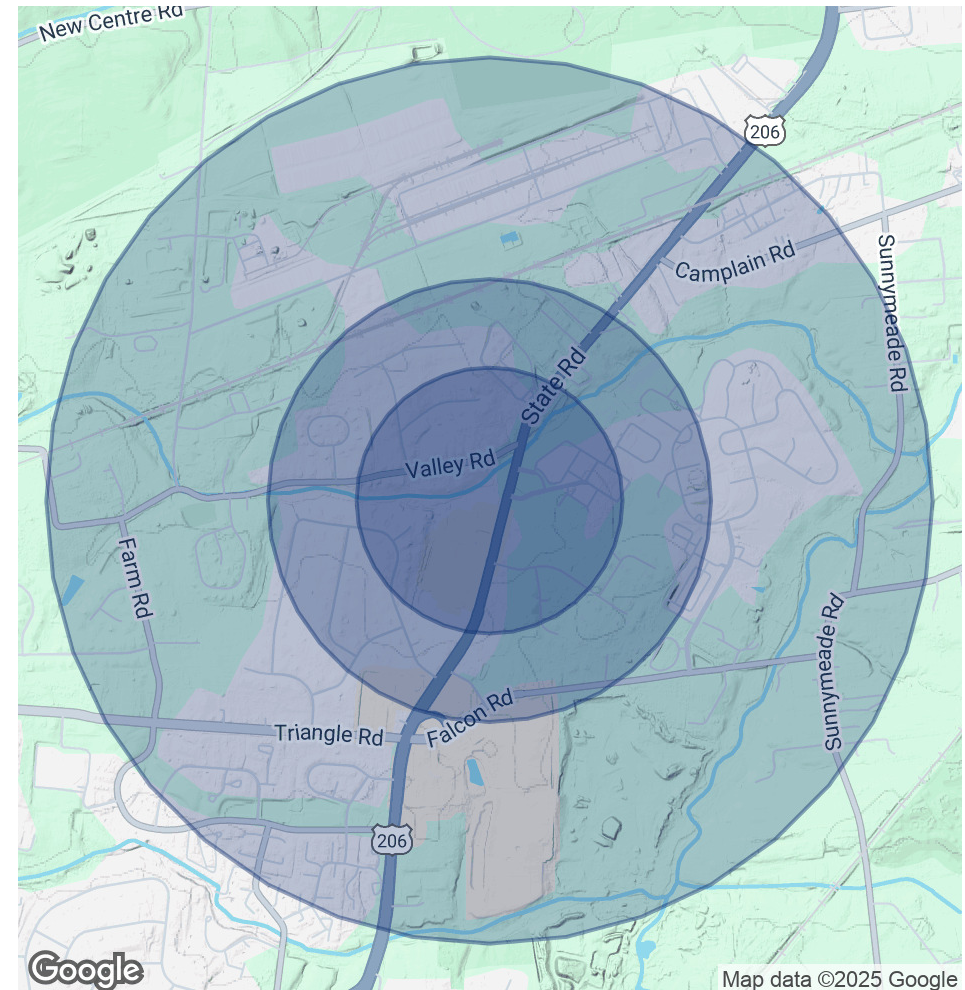 New Centre Rd
206
Camplain Rd
Sunnymeade Rd
State Rd
Valley Rd
Farm Rd
Sunnymeade Rd
Falcon Rd
Triangle Rd
206
Google
Map data ©2025 Google